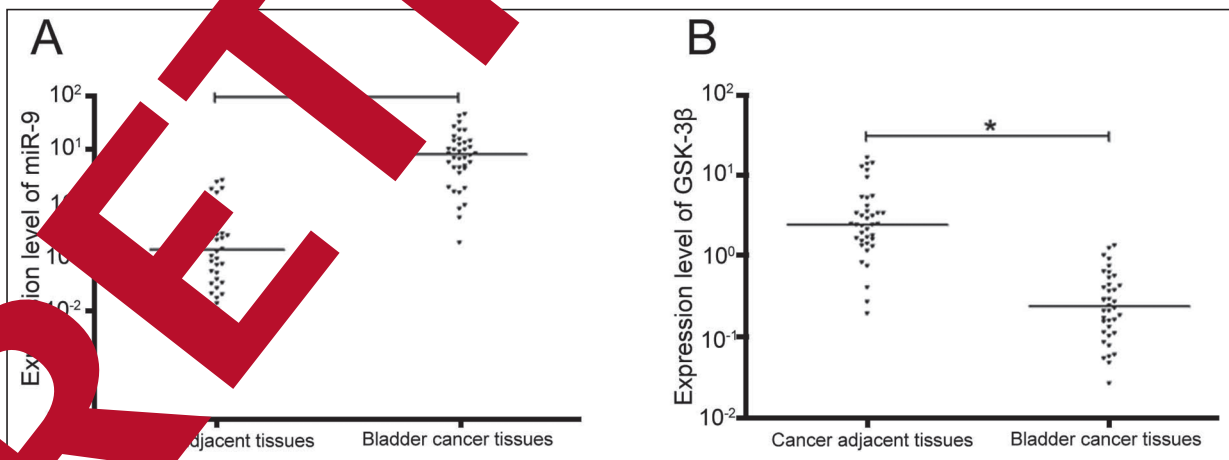 A
B
10²
10¹
10⁻²
Expression level of miR-9
adjacent tissues
Bladder cancer tissues
10²
10¹
10⁰
10⁻¹
10⁻²
Expression level of GSK-3β
*
Cancer adjacent tissues
Bladder cancer tissues
RET